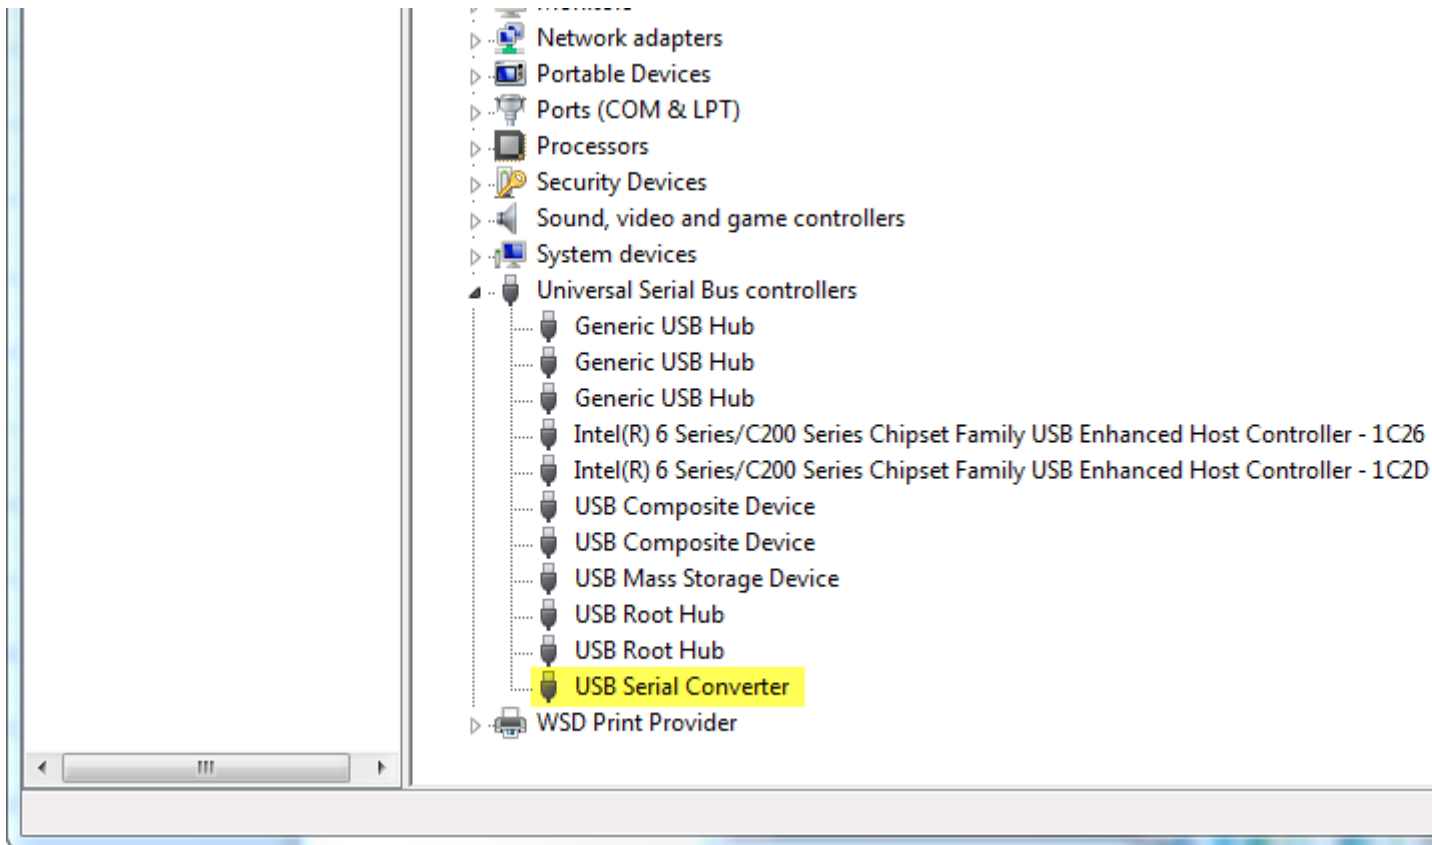 Network adapters
Portable Devices
Ports (COM & LPT)
Processors
Security Devices
Sound, video and game controllers
System devices
Universal Serial Bus controllers
Generic USB Hub
Generic USB Hub
Generic USB Hub
Intel(R) 6 Series/C200 Series Chipset Family USB Enhanced Host Controller - 1C26
Intel(R) 6 Series/C200 Series Chipset Family USB Enhanced Host Controller - 1C2D
USB Composite Device
USB Composite Device
USB Mass Storage Device
USB Root Hub
USB Root Hub
USB Serial Converter
WSD Print Provider